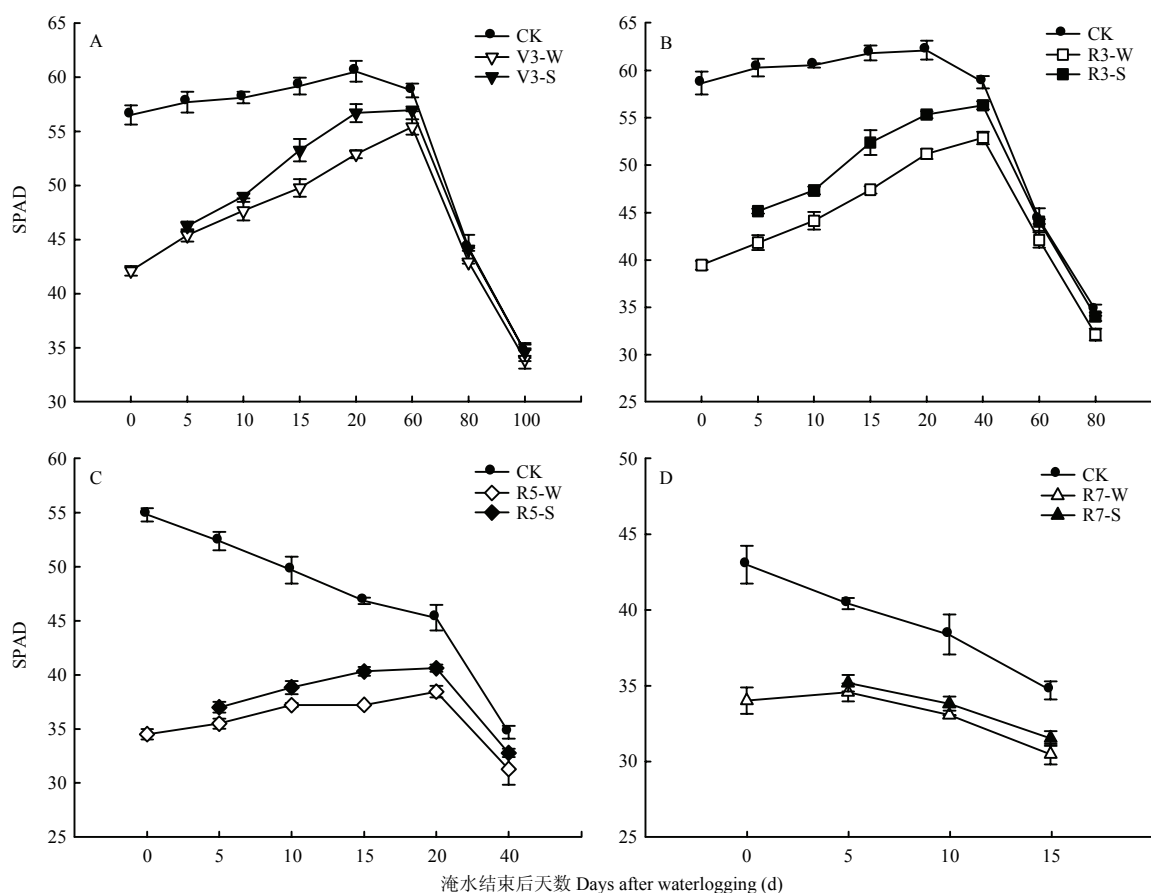 A
CK
V3-W
V3-S
SPAD
65
60
55
50
45
40
35
30
0 5 10 15 20 60 80 100
B
CK
R3-W
R3-S
65
60
55
50
45
40
35
30
25
0 5 10 15 20 40 60 80
C
CK
R5-W
R5-S
SPAD
60
55
50
45
40
35
30
25
0 5 10 15 20 40
D
CK
R7-W
R7-S
50
45
40
35
30
25
0 5 10 15
淹水结束后天数 Days after waterlogging (d)